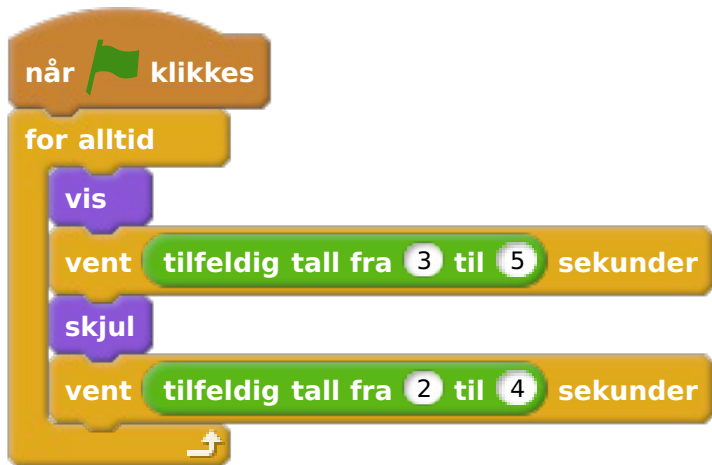 når klikkes
for alltid
vis
vent tilfeldig tall fra 3 til 5 sekunder
skjul
vent tilfeldig tall fra 2 til 4 sekunder